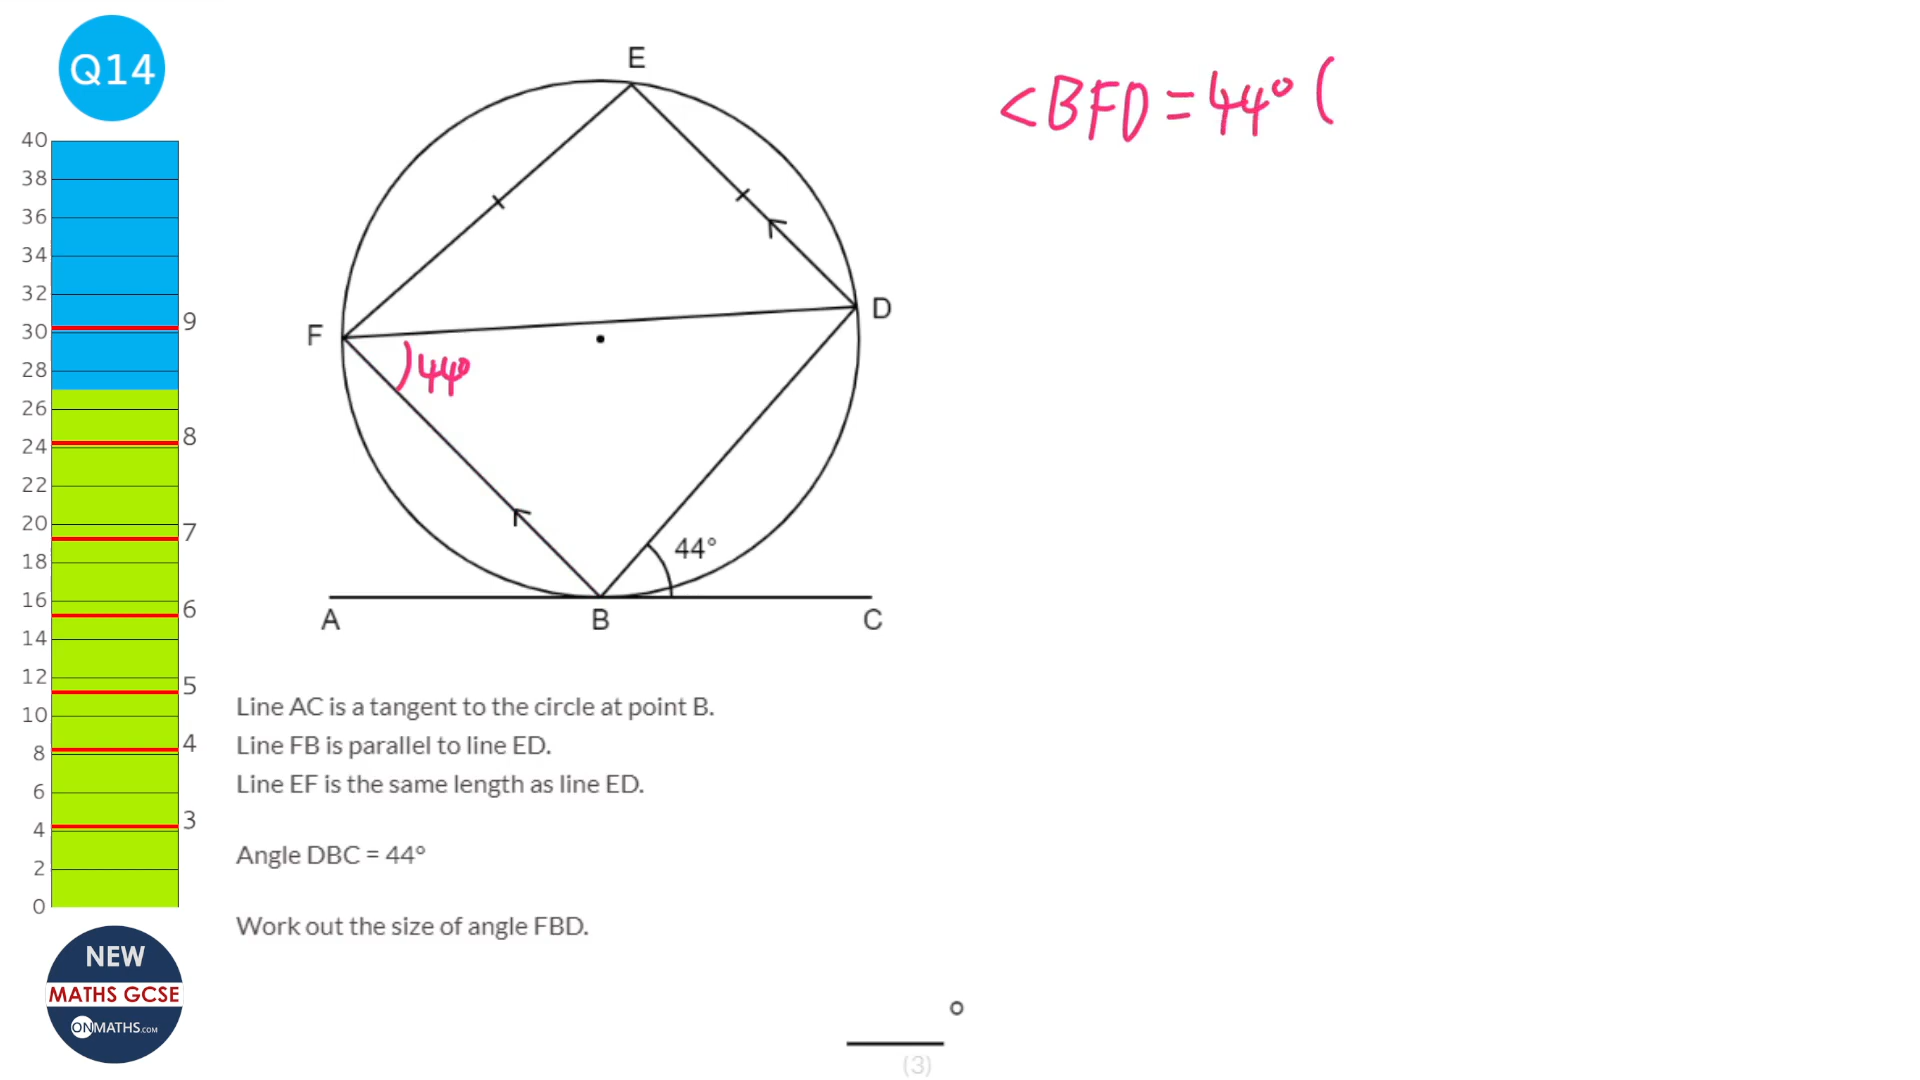 Q14
E
<BFD = 44° (
40
38
36
34
32
30
28
26
24
22
20
18
16
14
12
10
8
6
4
2
0
9
8
7
6
5
4
3
F
D
44°
44°
A
B
C
Line AC is a tangent to the circle at point B.
Line FB is parallel to line ED.
Line EF is the same length as line ED.
Angle DBC = 44°
Work out the size of angle FBD.
NEW
MATHS GCSE
ONMATHS.COM
°
(3)